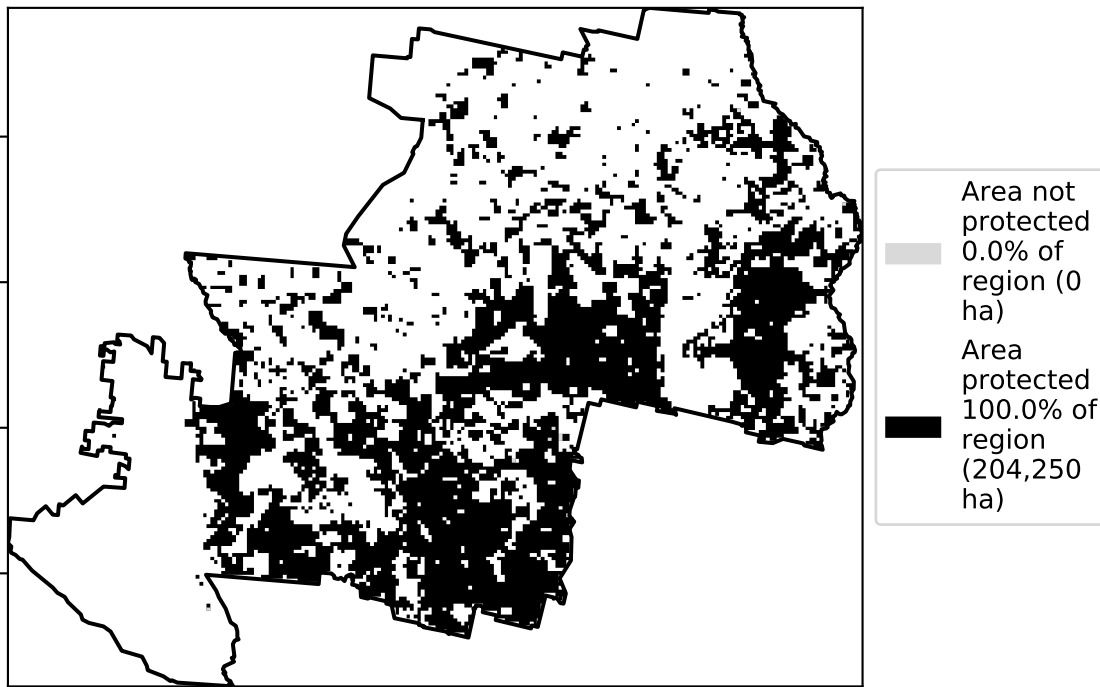 Area not
protected
0.0% of
region (0
ha)
Area
protected
100.0% of
region
(204,250
ha)